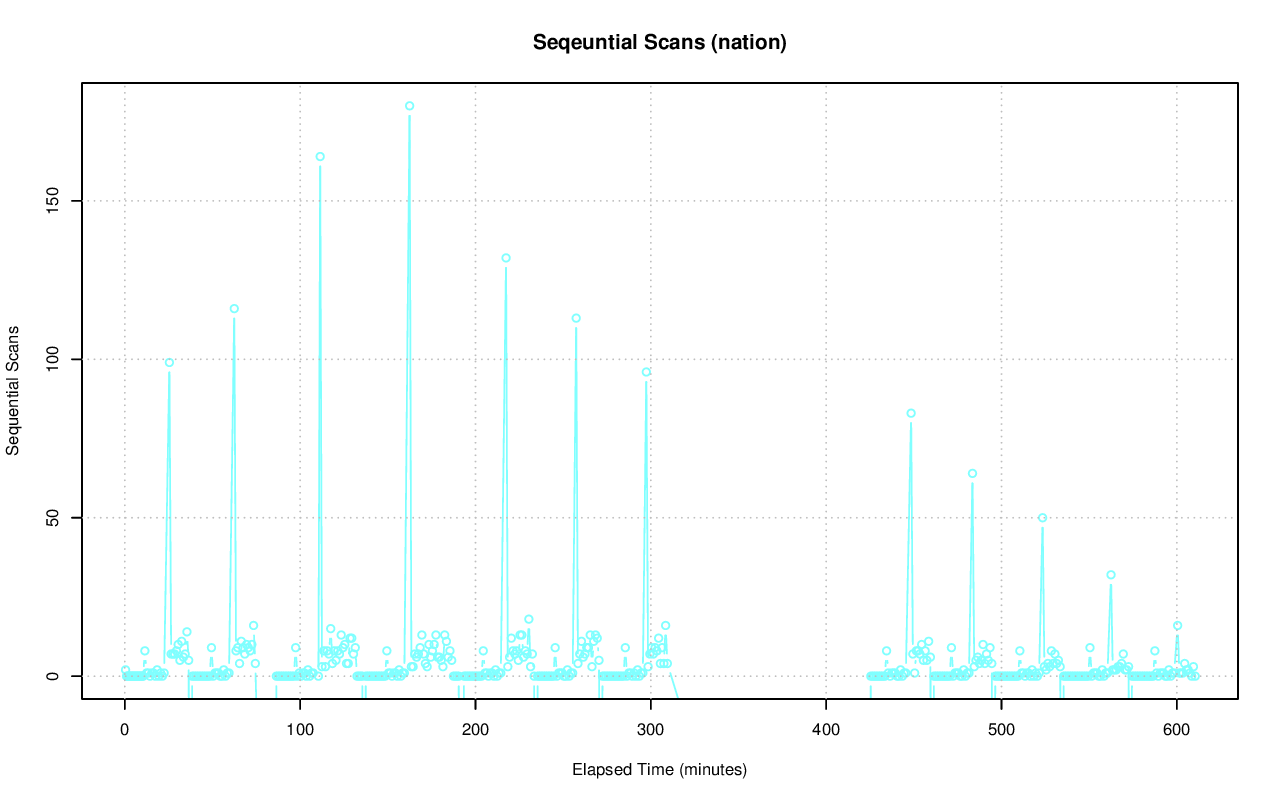 Seqeuntial Scans (nation)
Sequential Scans
150
100
50
0
0 100 200 300 400 500 600
Elapsed Time (minutes)